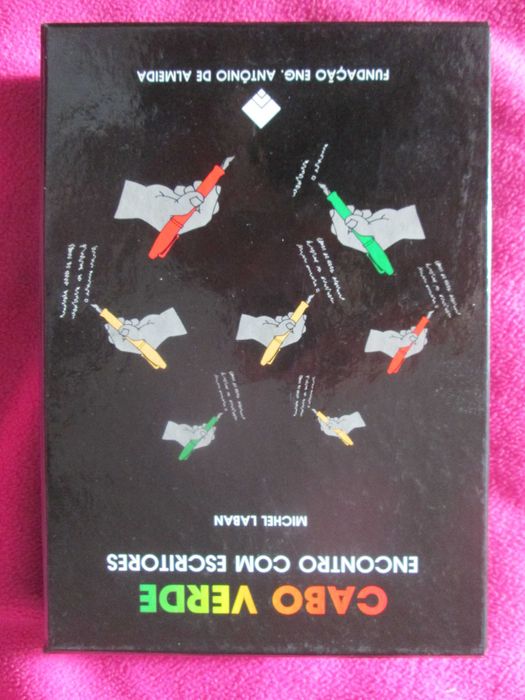 CABO VERDE
ENCONTRO COM ESCRITORES
MICHEL LABAN
FUNDAÇÃO ENG. ANTÓNIO DE ALMEIDA